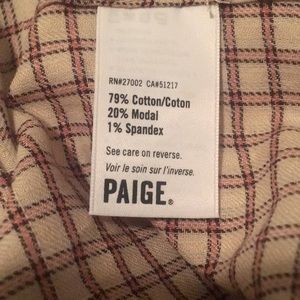 RN#27002 CA#51217
79% Cotton/Coton
20% Modal
1% Spandex
See care on reverse.
Voir le soin sur l'inverse.
PAIGE®